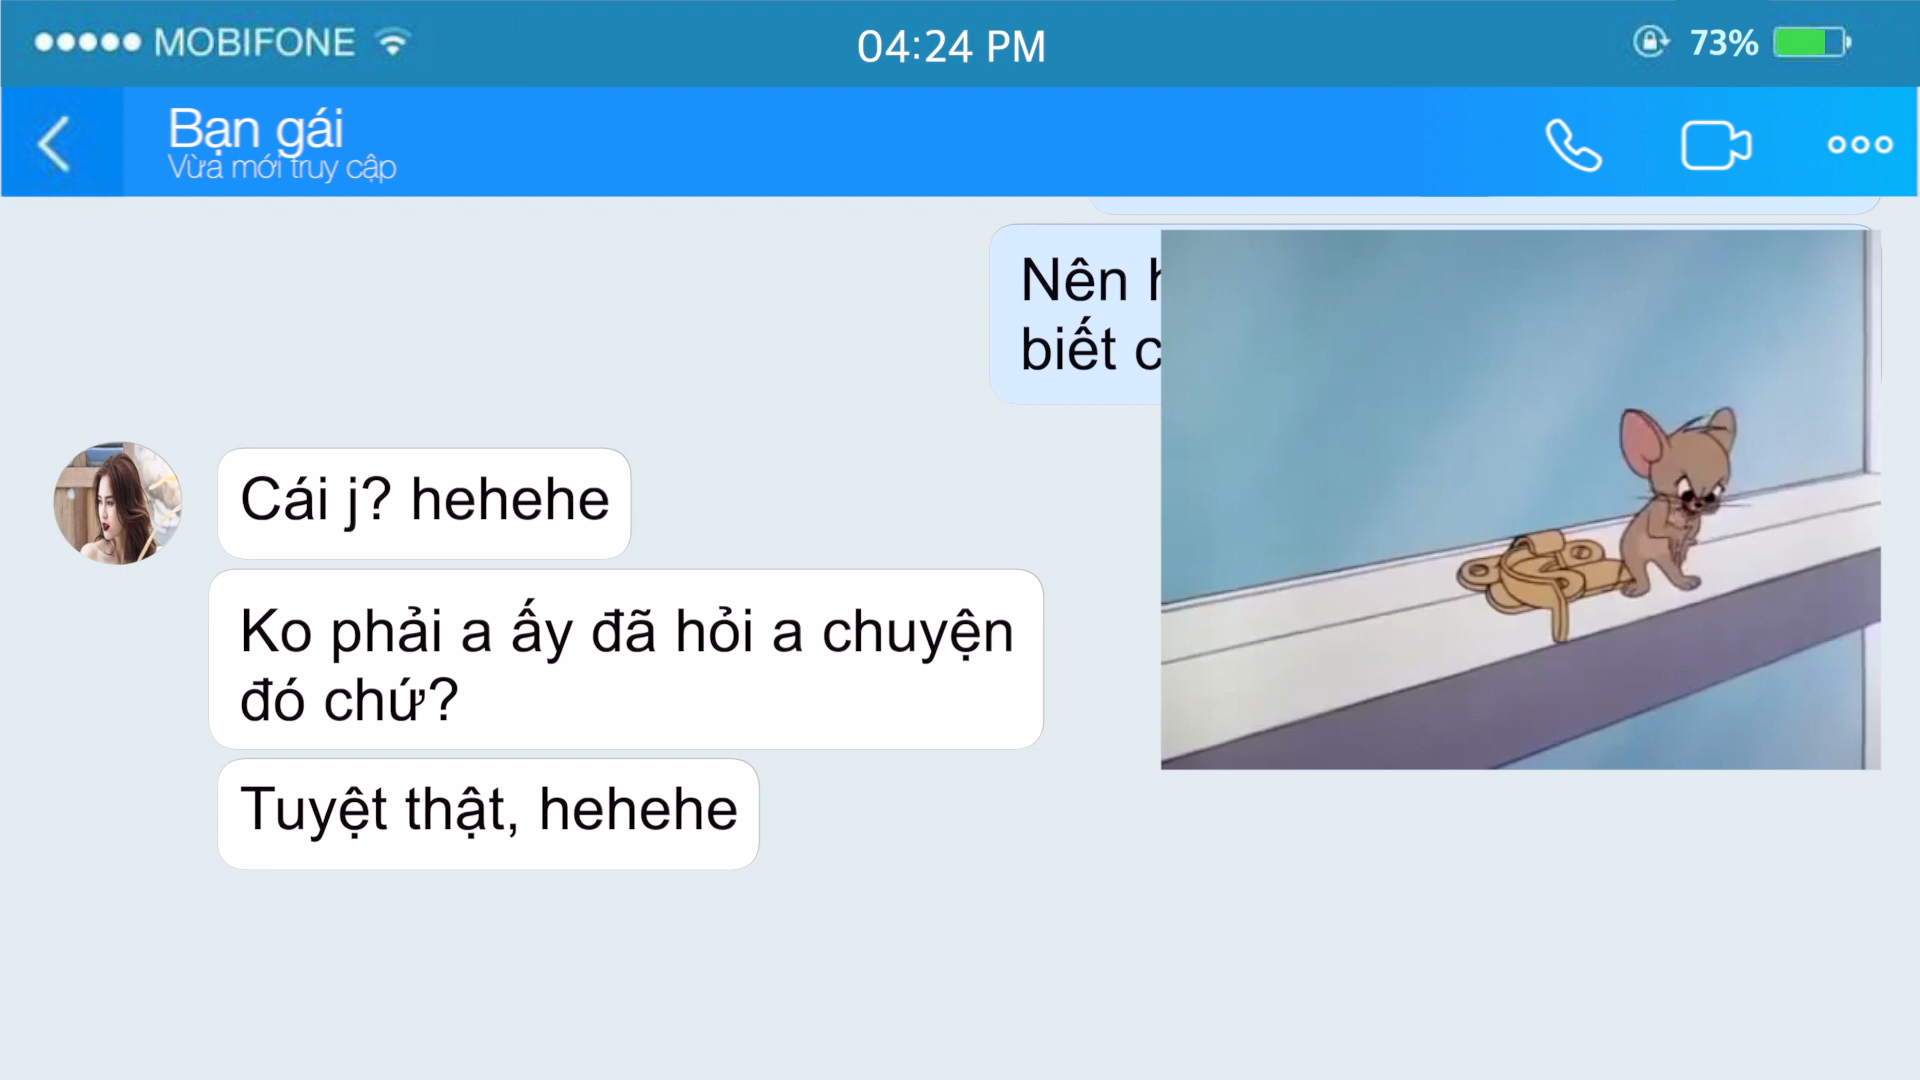 MOBIFONE
04:24 PM
73%
Bạn gái
Vừa mới truy cập
Nên
biết
Cái j? hehehe
Ko phải a ấy đã hỏi a chuyện
đó chứ?
Tuyệt thật, hehehe